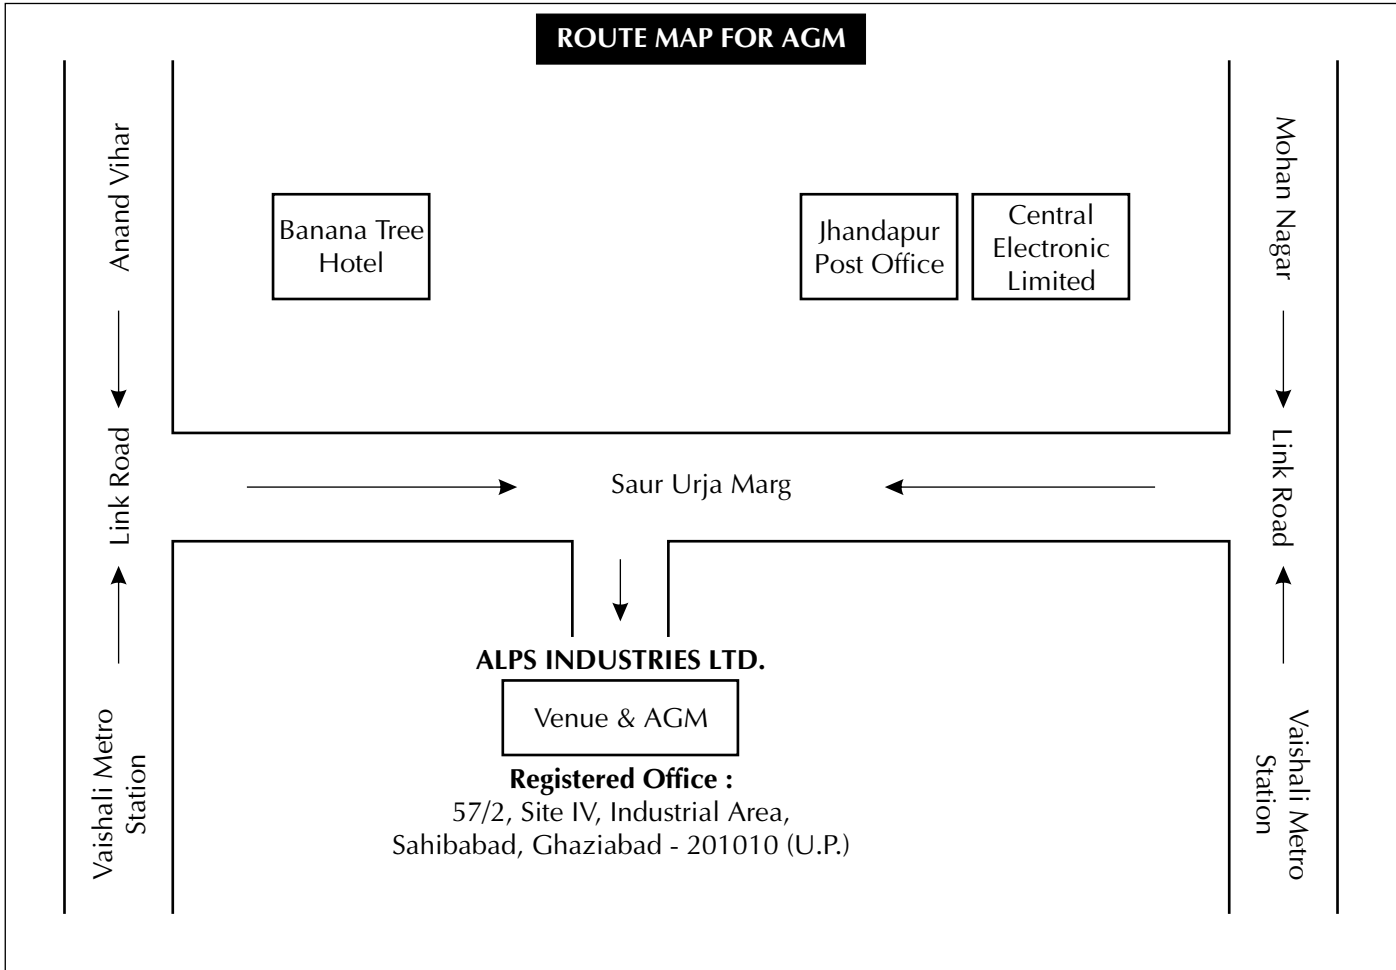 ROUTE MAP FOR AGM
Anand Vihar
Link Road
Vaishali Metro
Station
Banana Tree
Hotel
Jhandapur
Post Office
Central
Electronic
Limited
Saur Urja Marg
ALPS INDUSTRIES LTD.
Venue & AGM
Registered Office :
57/2, Site IV, Industrial Area,
Sahibabad, Ghaziabad - 201010 (U.P.)
Mohan Nagar
Link Road
Vaishali Metro
Station